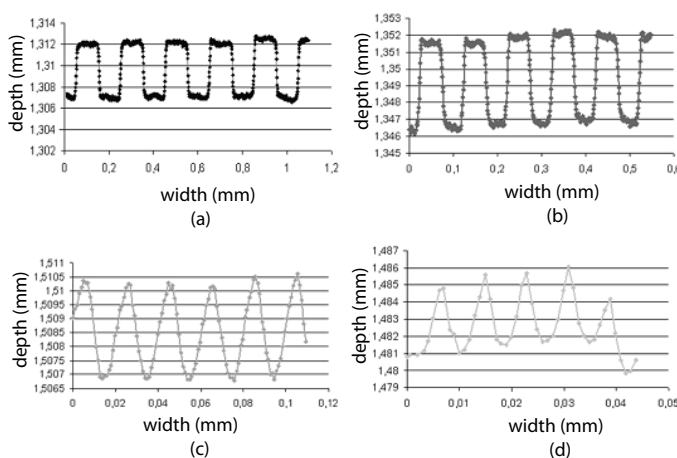 1,314
1,312
1,31
1,308
1,306
1,304
1,302
depth (mm)
0 0,2 0,4 0,6 0,8 1 1,2
width (mm)
(a)
1,353
1,352
1,351
1,35
1,349
1,348
1,347
1,346
1,345
depth (mm)
0 0,1 0,2 0,3 0,4 0,5 0,6
width (mm)
(b)
1,511
1,5105
1,51
1,5095
1,509
1,5085
1,508
1,5075
1,507
1,5065
depth (mm)
0 0,02 0,04 0,06 0,08 0,1 0,12
width (mm)
(c)
1,487
1,486
1,485
1,484
1,483
1,482
1,481
1,48
1,479
depth (mm)
0 0,01 0,02 0,03 0,04 0,05
width (mm)
(d)